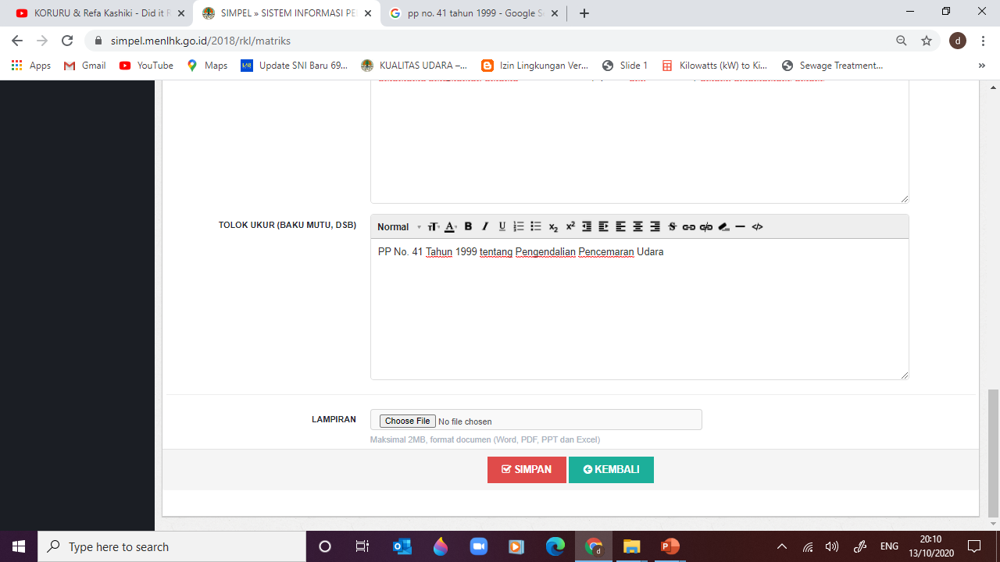 KORURU & Refa Kashiki - Did it R
SIMPEL » SISTEM INFORMASI PE
pp no. 41 tahun 1999 - Google Se
simpel.menlhk.go.id/2018/rkl/matriks
d
Apps
Gmail
YouTube
Maps
Update SNI Baru 69...
KUALITAS UDARA –...
Izin Lingkungan Ver...
Slide 1
Kilowatts (kW) to Ki...
Sewage Treatment...
»
TOLOK UKUR (BAKU MUTU, DSB)
Normal
PP No. 41 Tahun 1999 tentang Pengendalian Pencemaran Udara
LAMPIRAN
Choose File No file chosen
Maksimal 2MB, format documen (Word, PDF, PPT dan Excel)
SIMPAN
KEMBALI
Type here to search
ENG
20:10
13/10/2020